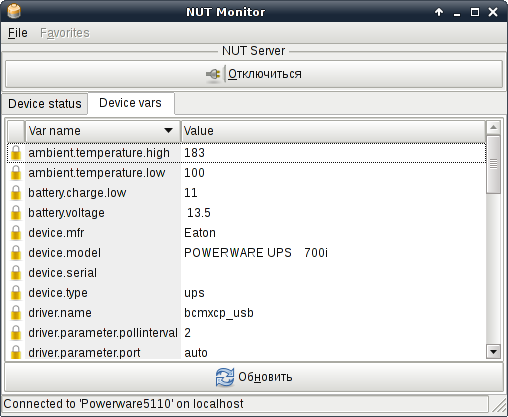 NUT Monitor
File Favorites
NUT Server
Отключиться
Device status Device vars
Var name Value
ambient.temperature.high 183
ambient.temperature.low 100
battery.charge.low 11
battery.voltage 13.5
device.mfr Eaton
device.model POWERWARE UPS 700i
device.serial
device.type ups
driver.name bcmxcp_usb
driver.parameter.pollinterval 2
driver.parameter.port auto
Обновить
Connected to 'Powerware5110' on localhost